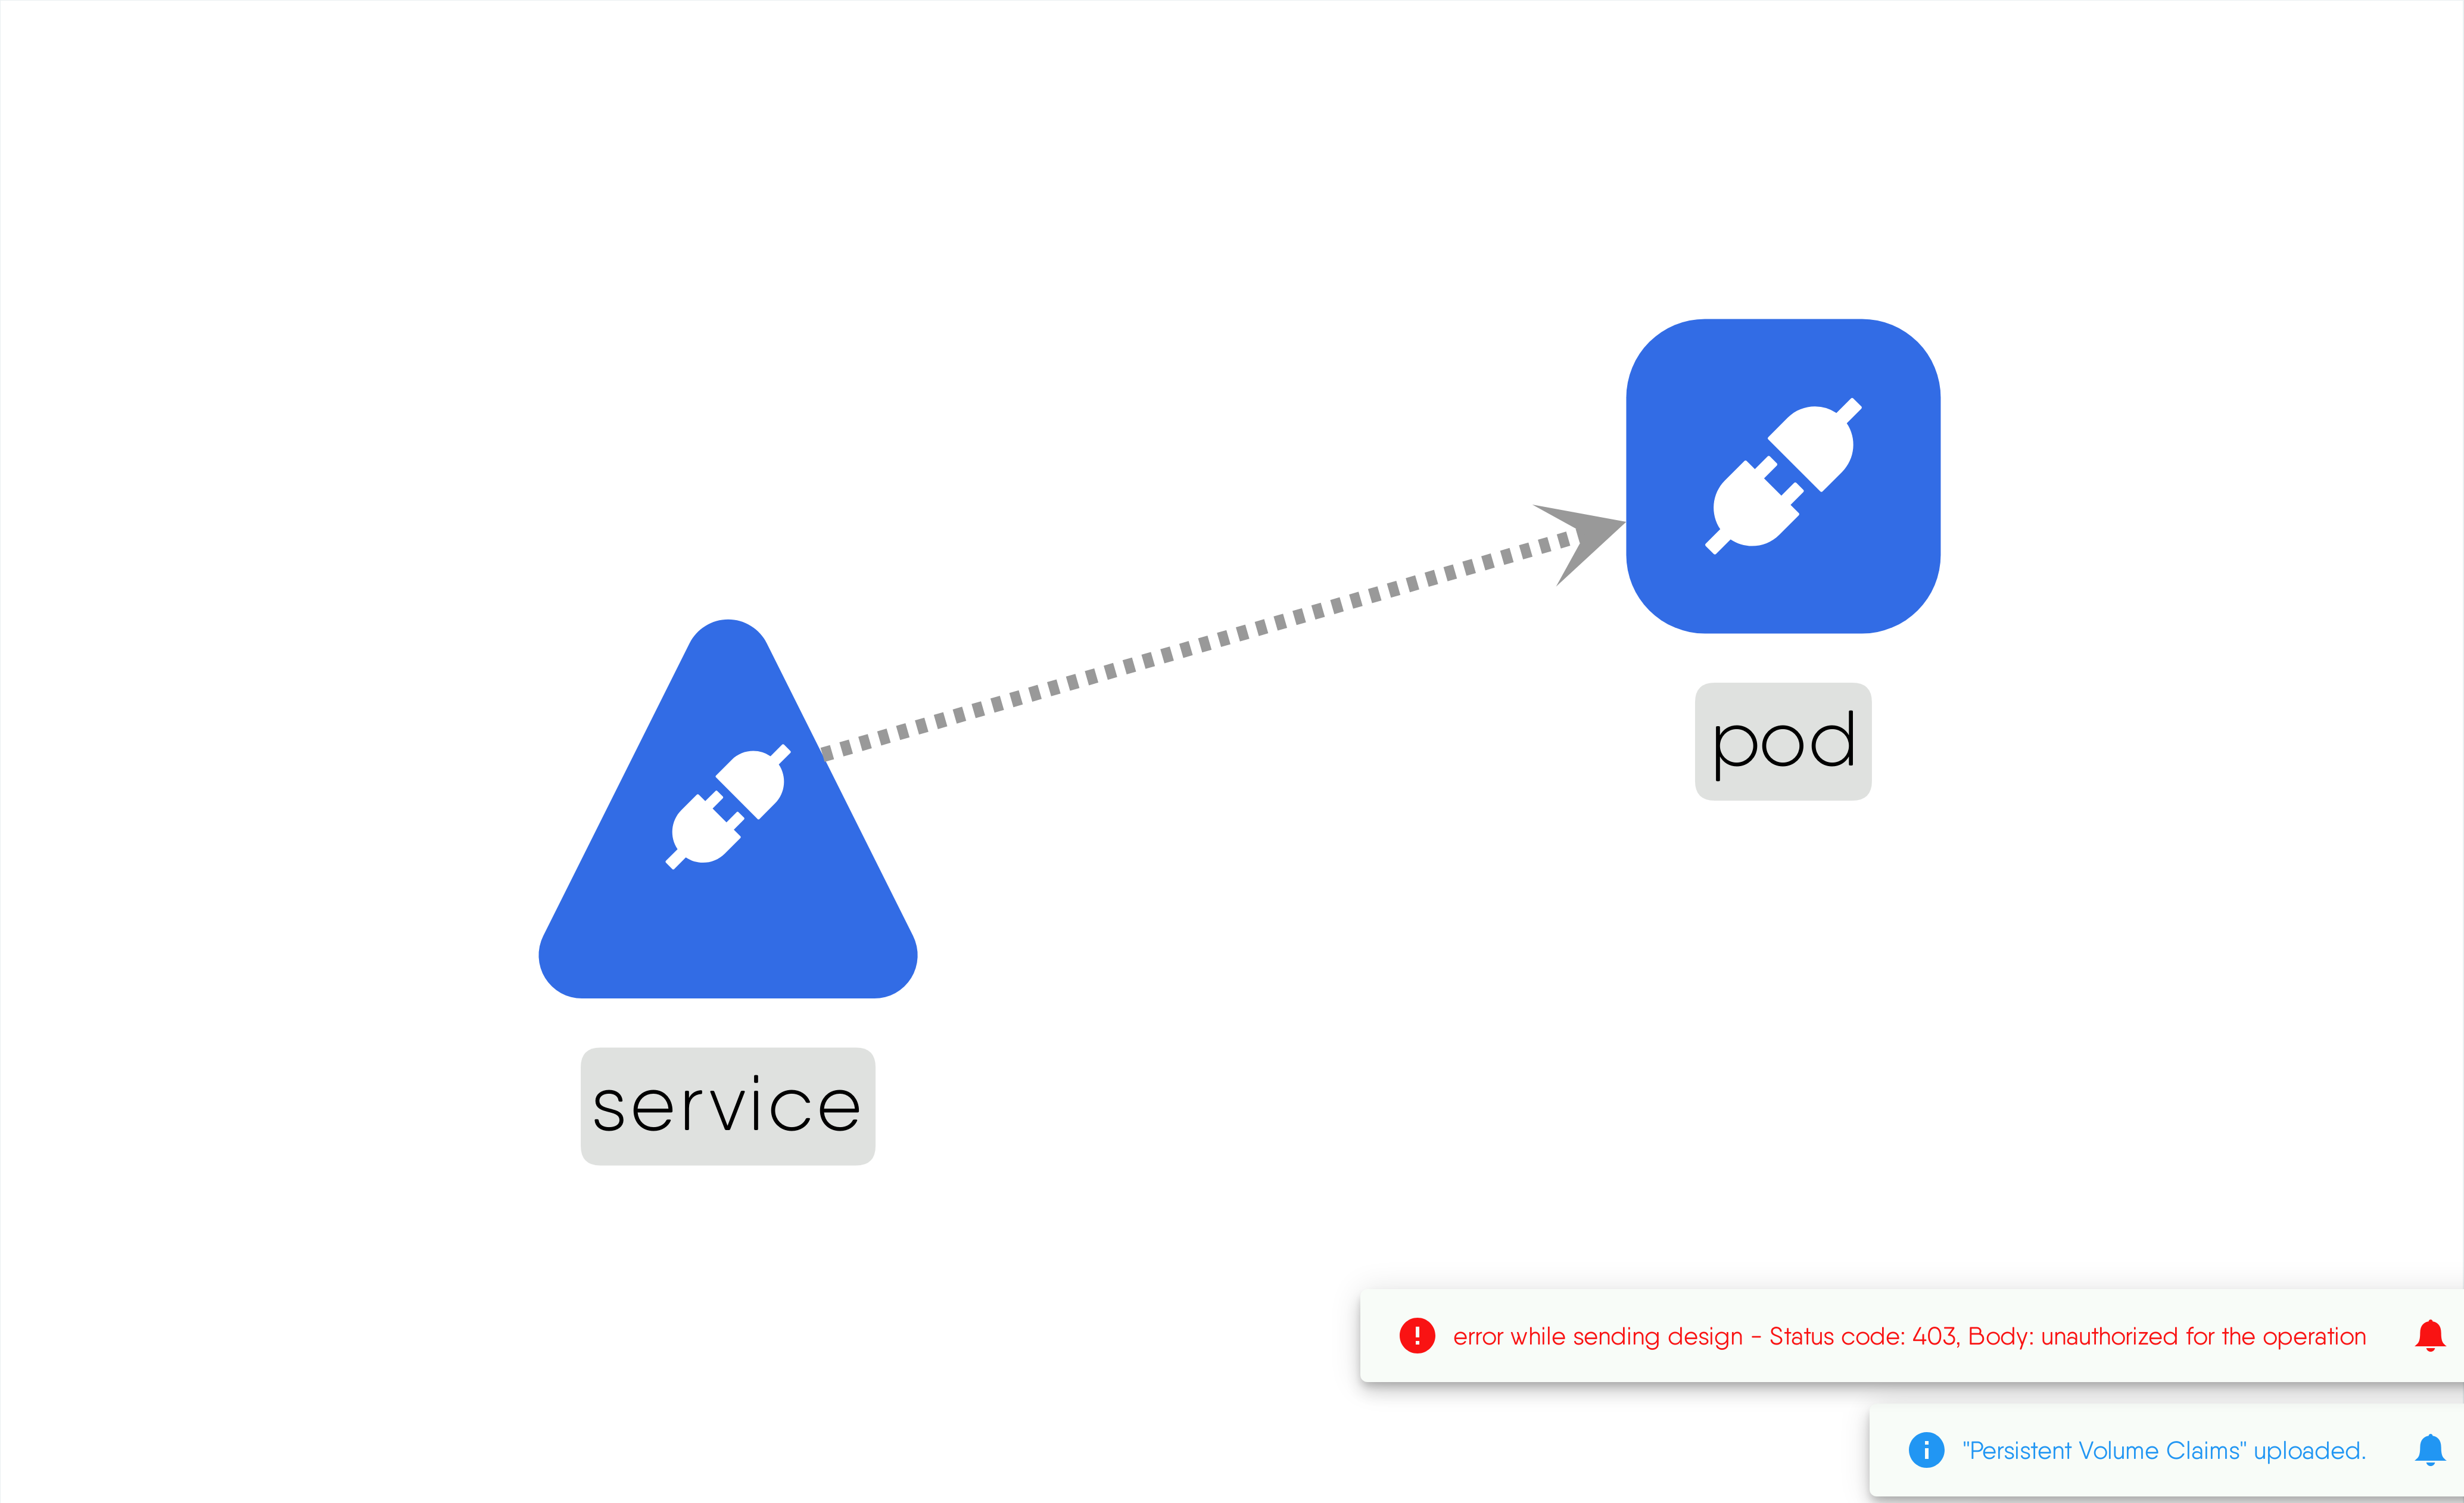 pod
service
error while sending design - Status code: 403, Body: unauthorized for the operation
"Persistent Volume Claims" uploaded.